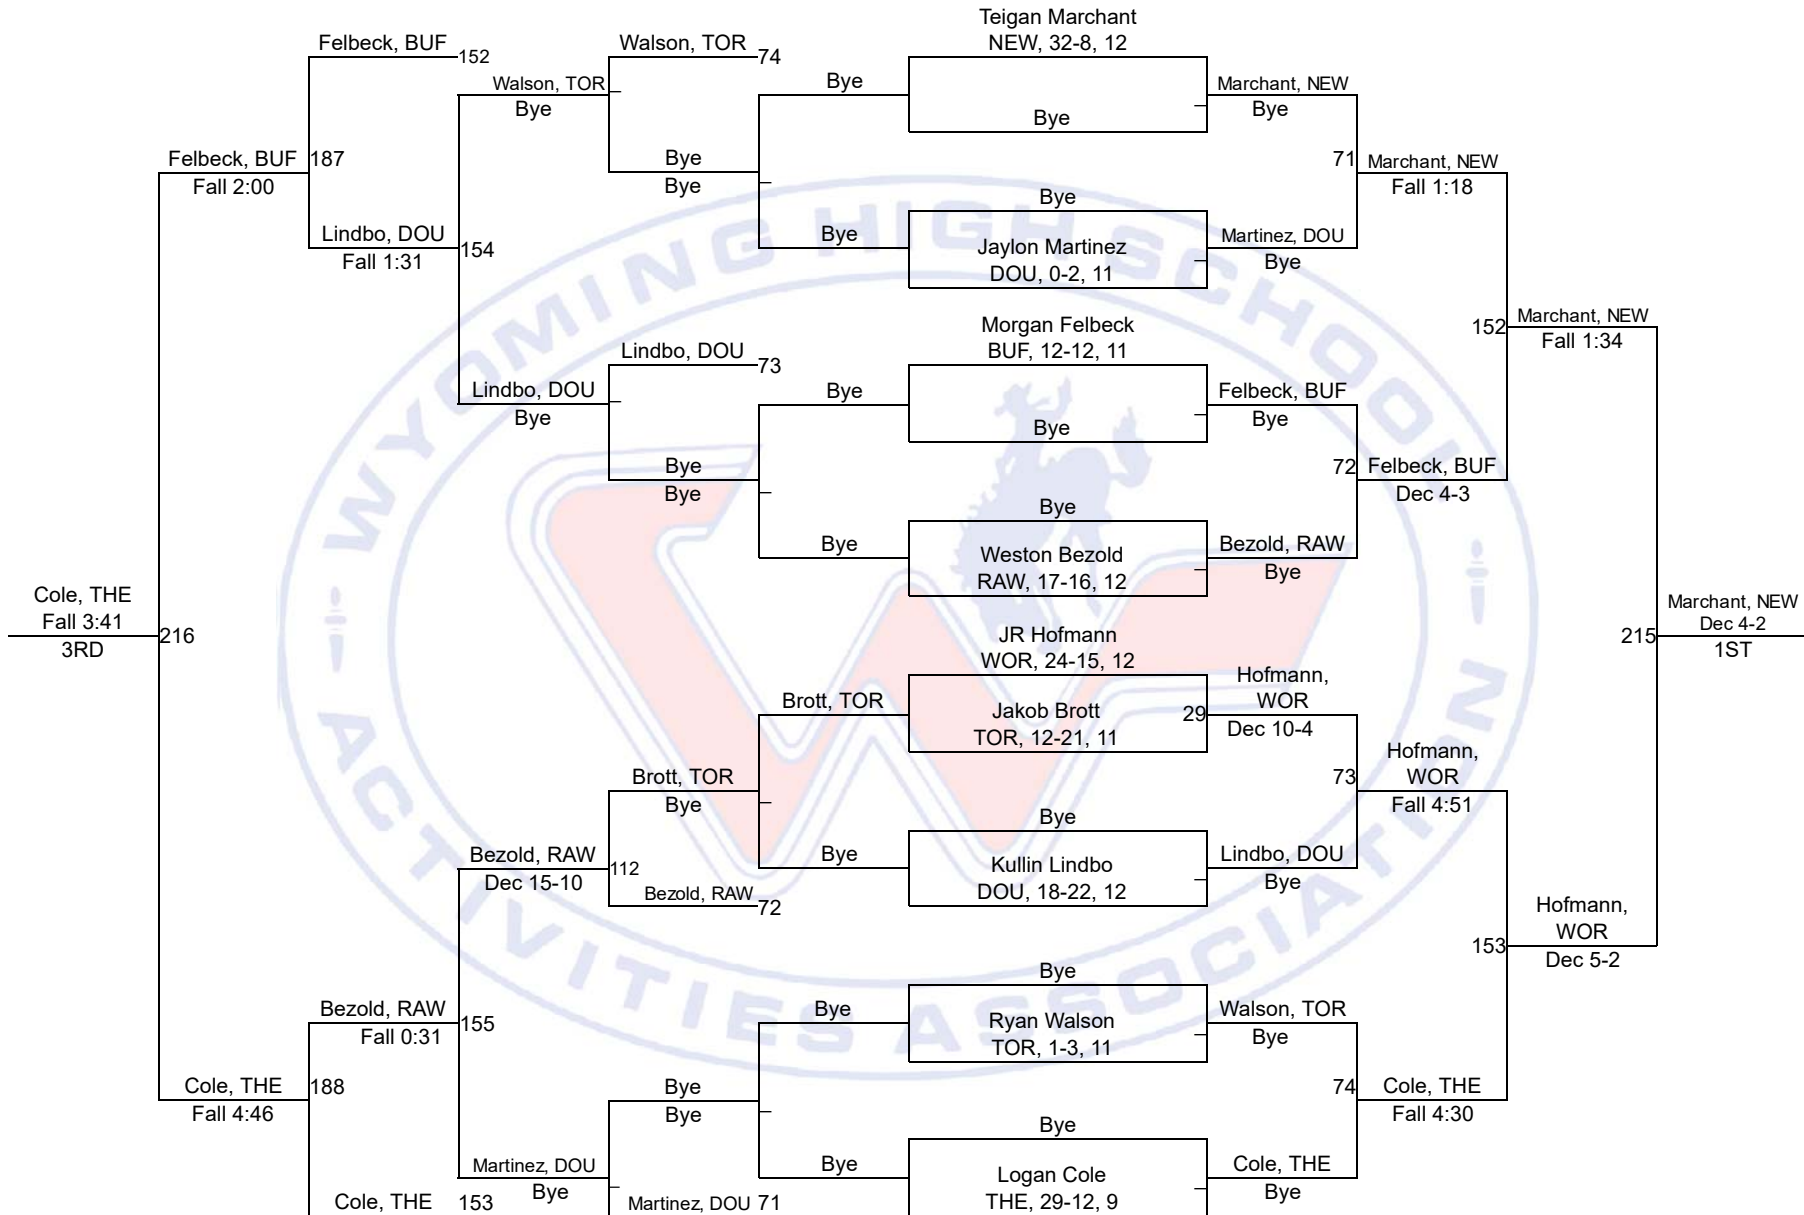 Teigan Marchant
Felbeck, BUF 152
Walson, TOR 74
NEW, 32-8, 12
Walson, TOR
Bye
Bye
Marchant, NEW
Bye
Bye
Felbeck, BUF 187
Fall 2:00
Bye
Bye
71 Marchant, NEW
Fall 1:18
Bye
Lindbo, DOU 154
Fall 1:31
Bye
Jaylon Martinez
DOU, 0-2, 11
Martinez, DOU
Bye
Morgan Felbeck
BUF, 12-12, 11
152 Marchant, NEW
Fall 1:34
Lindbo, DOU 73
Lindbo, DOU
Bye
Bye
Felbeck, BUF
Bye
Bye
Bye
Bye
72 Felbeck, BUF
Dec 4-3
Bye
Bye
Weston Bezold
RAW, 17-16, 12
Bezold, RAW
Bye
Cole, THE
Fall 3:41
3RD
216
215
Marchant, NEW
Dec 4-2
1ST
JR Hofmann
WOR, 24-15, 12
Brott, TOR
Jakob Brott
TOR, 12-21, 11
29
Hofmann,
WOR
Dec 10-4
Brott, TOR
Bye
73
Hofmann,
WOR
Fall 4:51
Bye
Bezold, RAW 112
Dec 15-10
Bye
Kullin Lindbo
DOU, 18-22, 12
Lindbo, DOU
Bye
Bezold, RAW 72
153
Hofmann,
WOR
Dec 5-2
Bye
Bezold, RAW 155
Fall 0:31
Bye
Ryan Walson
TOR, 1-3, 11
Walson, TOR
Bye
Cole, THE 188
Fall 4:46
Bye
Bye
74 Cole, THE
Fall 4:30
Bye
Martinez, DOU
Bye
Bye
Logan Cole
THE, 29-12, 9
Cole, THE
Bye
Cole, THE 153
Martinez, DOU 71
WYOMING HIGH SCHOOL
ACTIVITIES ASSOCIATION